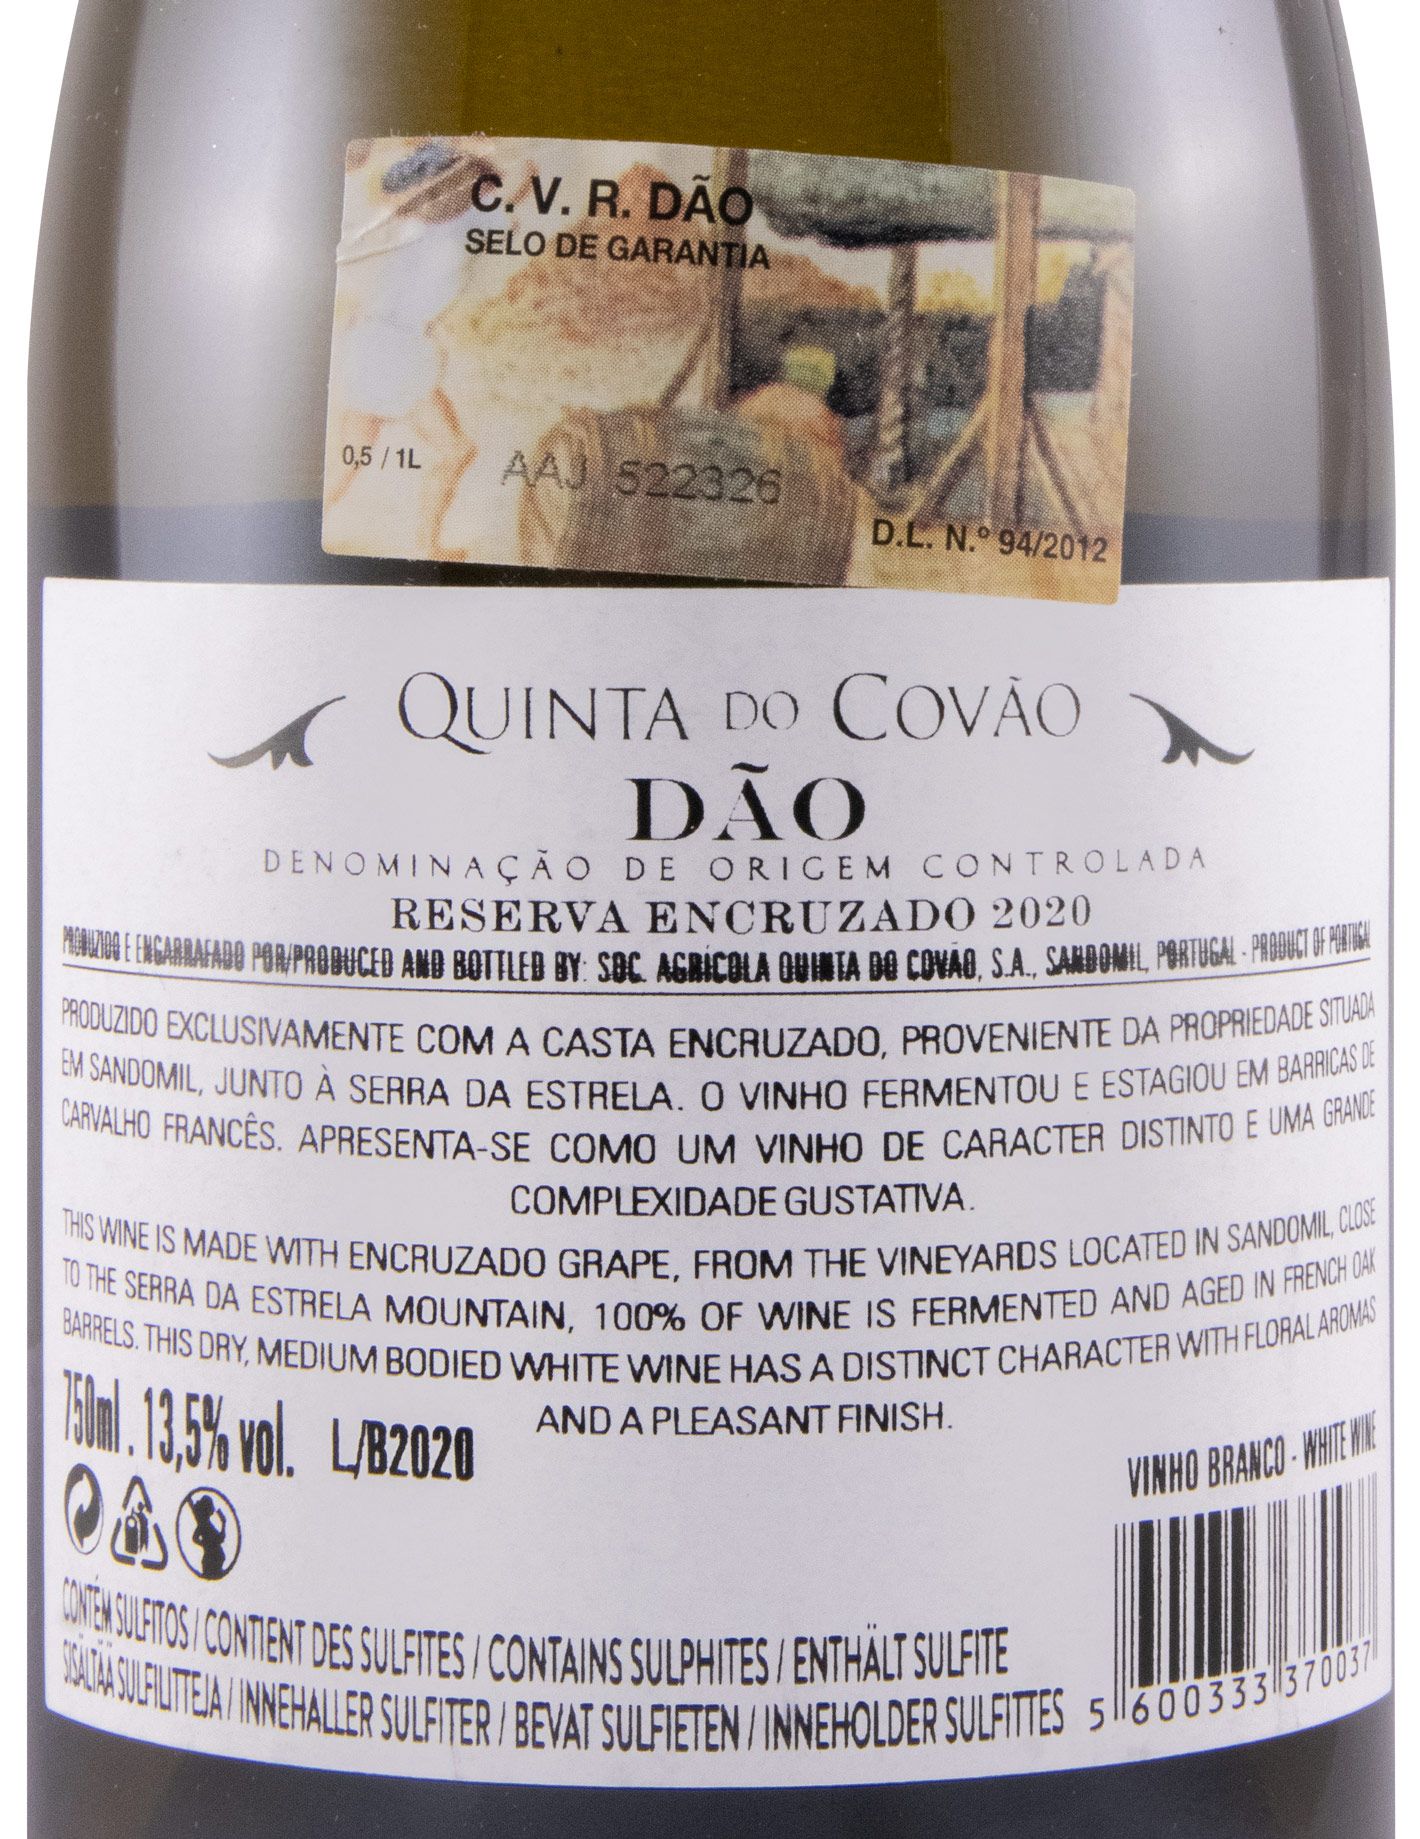 C. V. R. DÃO
SELO DE GARANTIA
0,5 / 1L
AAJ 522326
D.L. N.º 94/2012
QUINTA DO COVÃO
DÃO
DENOMINAÇÃO DE ORIGEM CONTROLADA
RESERVA ENCRUZADO 2020
PRODUZIDO E ENGARRAFADO POR/PRODUCED AND BOTTLED BY: SOC. AGRÍCOLA QUINTA DO COVÃO, S.A., SANDOMIL, PORTUGAL - PRODUCT OF PORTUGAL
PRODUZIDO EXCLUSIVAMENTE COM A CASTA ENCRUZADO, PROVENIENTE DA PROPRIEDADE SITUADA
EM SANDOMIL, JUNTO À SERRA DA ESTRELA. O VINHO FERMENTOU E ESTAGIOU EM BARRICAS DE
CARVALHO FRANCÊS. APRESENTA-SE COMO UM VINHO DE CARACTER DISTINTO E UMA GRANDE
COMPLEXIDADE GUSTATIVA.
THIS WINE IS MADE WITH ENCRUZADO GRAPE, FROM THE VINEYARDS LOCATED IN SANDOMIL, CLOSE
TO THE SERRA DA ESTRELA MOUNTAIN, 100% OF WINE IS FERMENTED AND AGED IN FRENCH OAK
BARRELS. THIS DRY, MEDIUM BODIED WHITE WINE HAS A DISTINCT CHARACTER WITH FLORAL AROMAS
AND A PLEASANT FINISH.
750ml . 13,5% vol. L/B2020
VINHO BRANCO - WHITE WINE
CONTÉM SULFITOS / CONTIENT DES SULFITES / CONTAINS SULPHITES / ENTHÄLT SULFITE
SISÄLTÄÄ SULFIITTEJA / INNEHALLER SULFITER / BEVAT SULFIETEN / INNEHOLDER SULFITTES
5 600333 370037